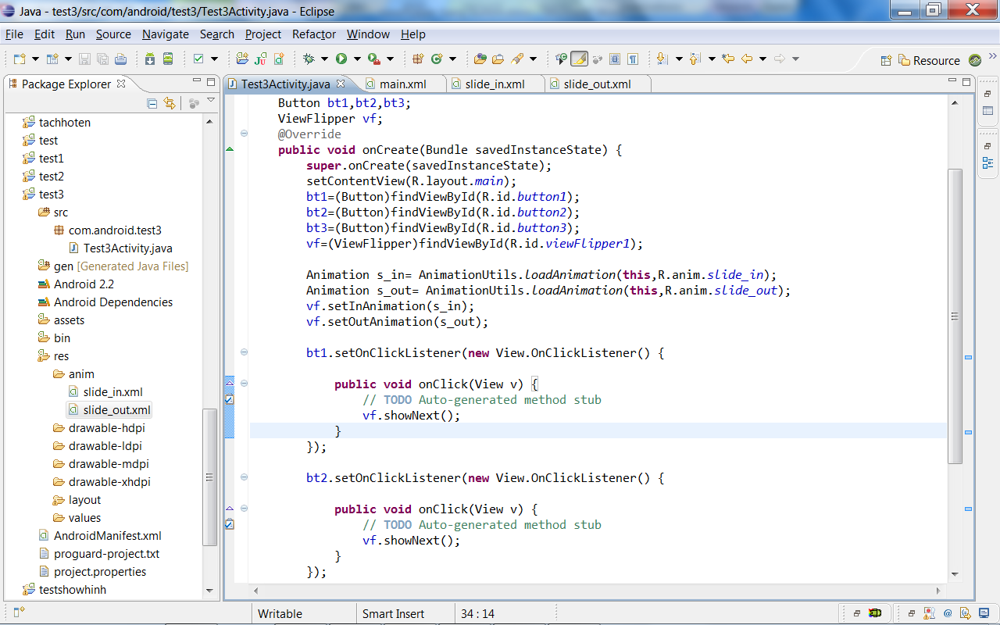 Java - test3/src/com/android/test3/Test3Activity.java - Eclipse
File Edit Run Source Navigate Search Project Refactor Window Help
Resource
Package Explorer
Test3Activity.java main.xml slide_in.xml slide_out.xml
tachhoten
test
test1
test2
test3
src
com.android.test3
Test3Activity.java
gen [Generated Java Files]
Android 2.2
Android Dependencies
assets
bin
res
anim
slide_in.xml
slide_out.xml
drawable-hdpi
drawable-ldpi
drawable-mdpi
drawable-xhdpi
layout
values
AndroidManifest.xml
proguard-project.txt
project.properties
testshowhinh
Button bt1,bt2,bt3;
ViewFlipper vf;
@Override
public void onCreate(Bundle savedInstanceState) {
super.onCreate(savedInstanceState);
setContentView(R.layout.main);
bt1=(Button)findViewById(R.id.button1);
bt2=(Button)findViewById(R.id.button2);
bt3=(Button)findViewById(R.id.button3);
vf=(ViewFlipper)findViewById(R.id.viewFlipper1);
Animation s_in= AnimationUtils.loadAnimation(this,R.anim.slide_in);
Animation s_out= AnimationUtils.loadAnimation(this,R.anim.slide_out);
vf.setInAnimation(s_in);
vf.setOutAnimation(s_out);
bt1.setOnClickListener(new View.OnClickListener() {
public void onClick(View v) {
// TODO Auto-generated method stub
vf.showNext();
}
});
bt2.setOnClickListener(new View.OnClickListener() {
public void onClick(View v) {
// TODO Auto-generated method stub
vf.showNext();
}
});
Writable Smart Insert 34 : 14